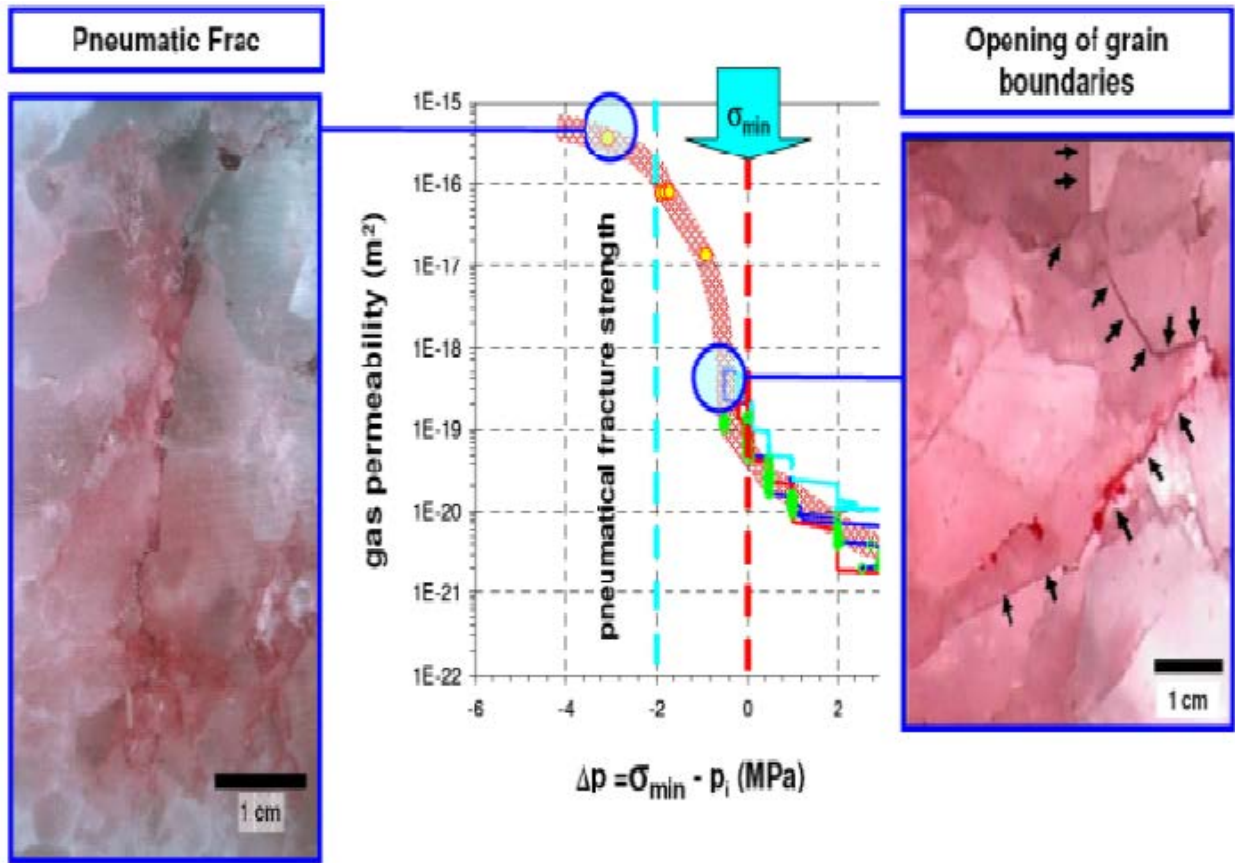 Pneumatic Frac
Opening of grain
boundaries
σmin
1E-15
1E-16
1E-17
1E-18
1E-19
1E-20
1E-21
1E-22
gas permeability (m²)
pneumatical fracture strength
-6 -4 -2 0 2
Δp =σmin - pi (MPa)
1 cm
1 cm